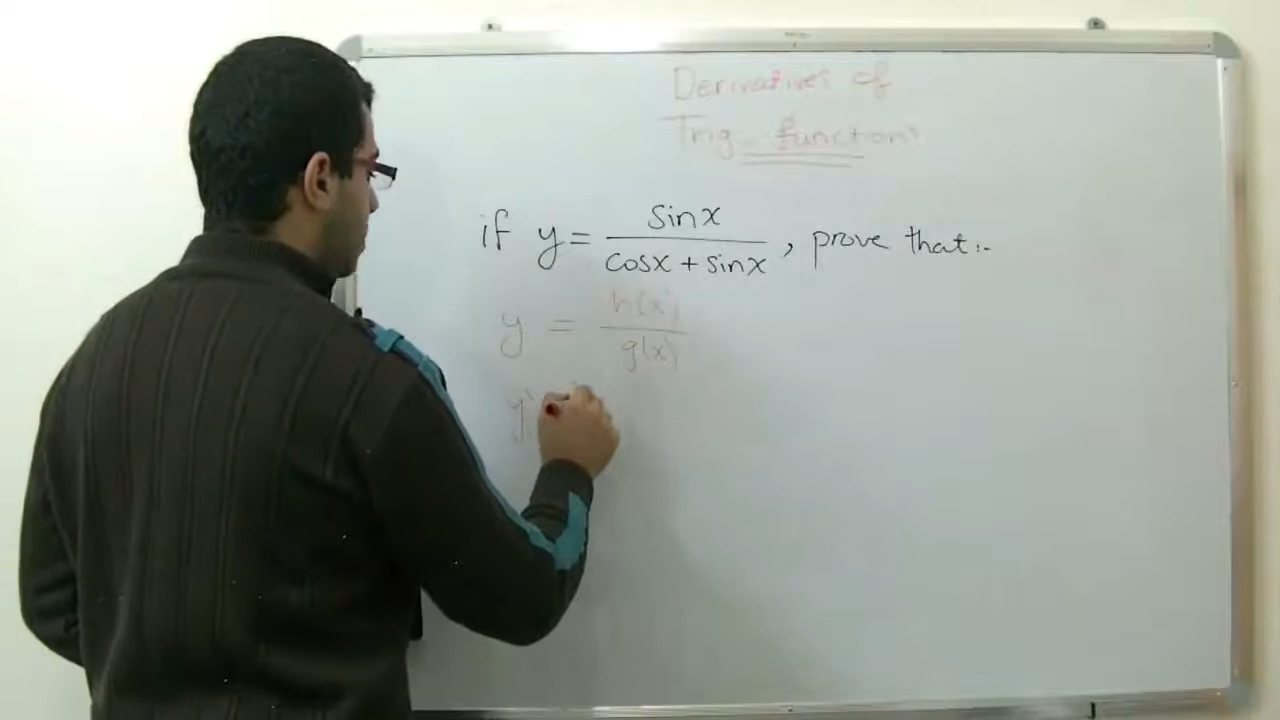 Derivatives of
Trig functions
if y = sinx / cosx + sinx , prove that:-
y = h(x) / g(x)
y'